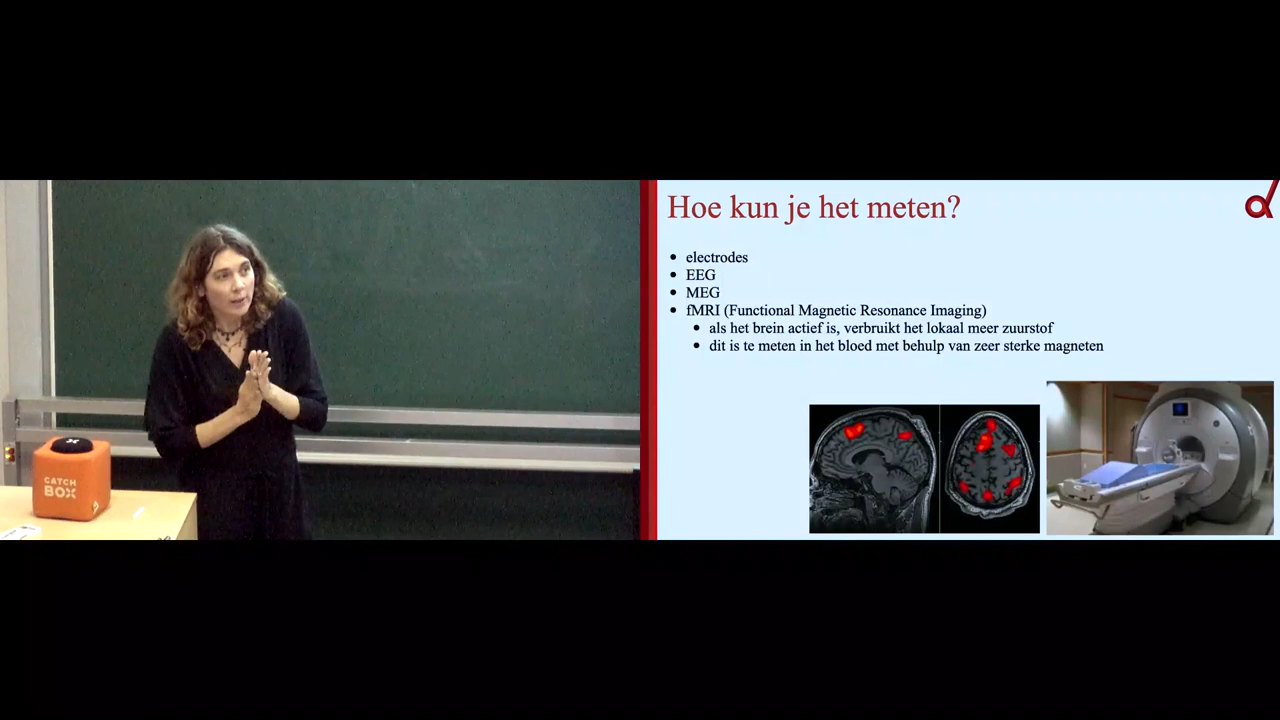 Hoe kun je het meten?
electrodes
EEG
MEG
fMRI (Functional Magnetic Resonance Imaging)
als het brein actief is, verbruikt het lokaal meer zuurstof
dit is te meten in het bloed met behulp van zeer sterke magneten
CATCH
BOX